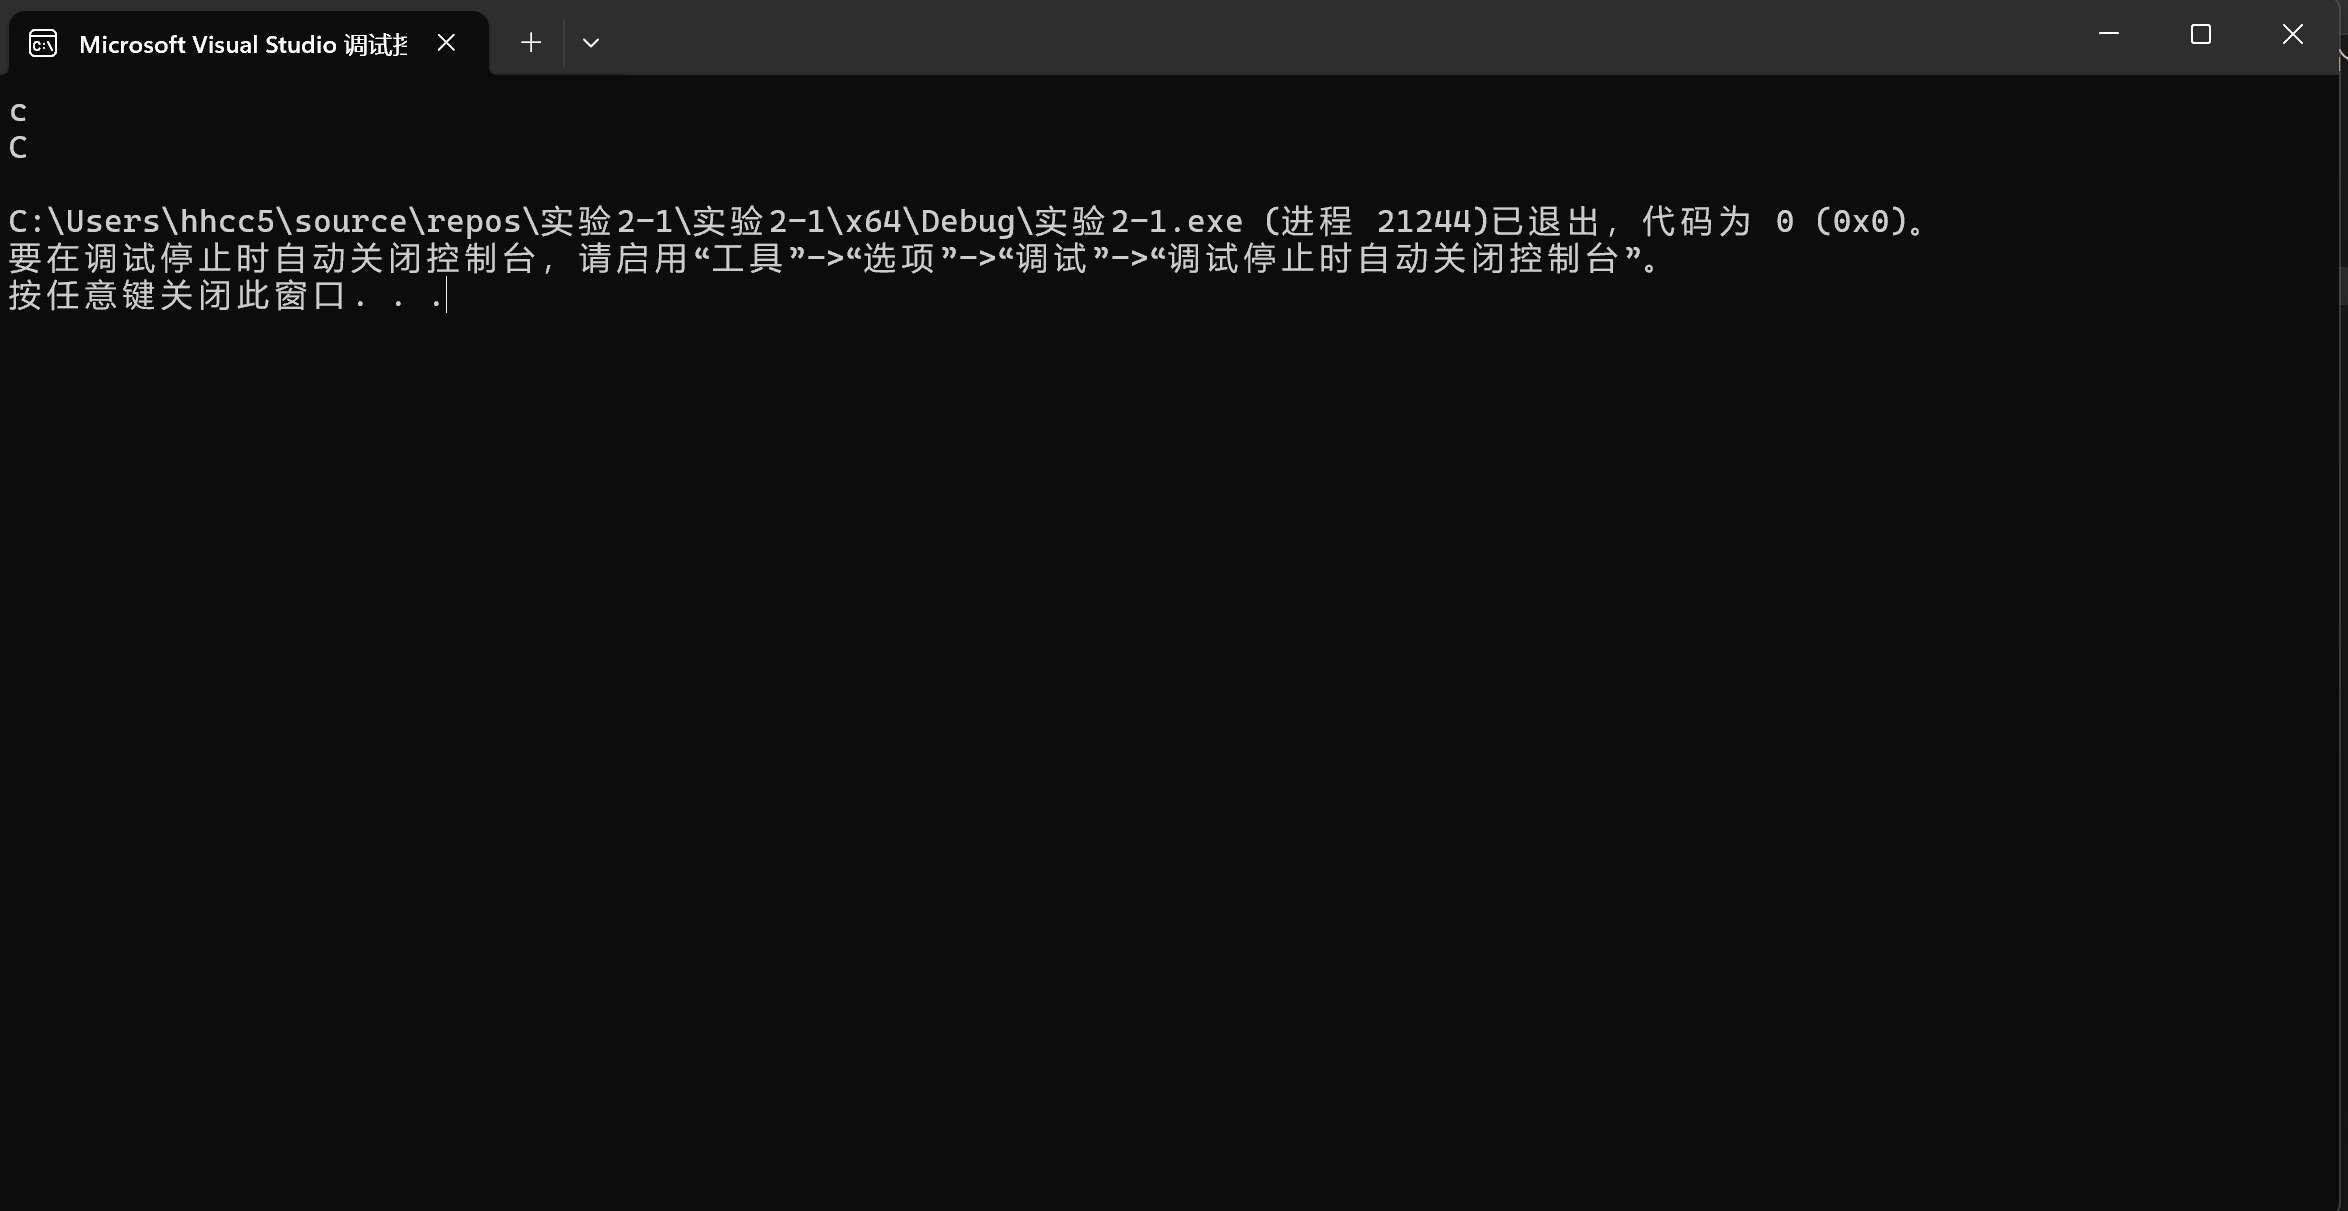 Microsoft Visual Studio 调试
c
C
C:\Users\hhcc5\source\repos\实验2-1\实验2-1\x64\Debug\实验2-1.exe (进程 21244)已退出，代码为 0 (0x0)。
要在调试停止时自动关闭控制台，请启用“工具”->“选项”->“调试”->“调试停止时自动关闭控制台”。
按任意键关闭此窗口. . .